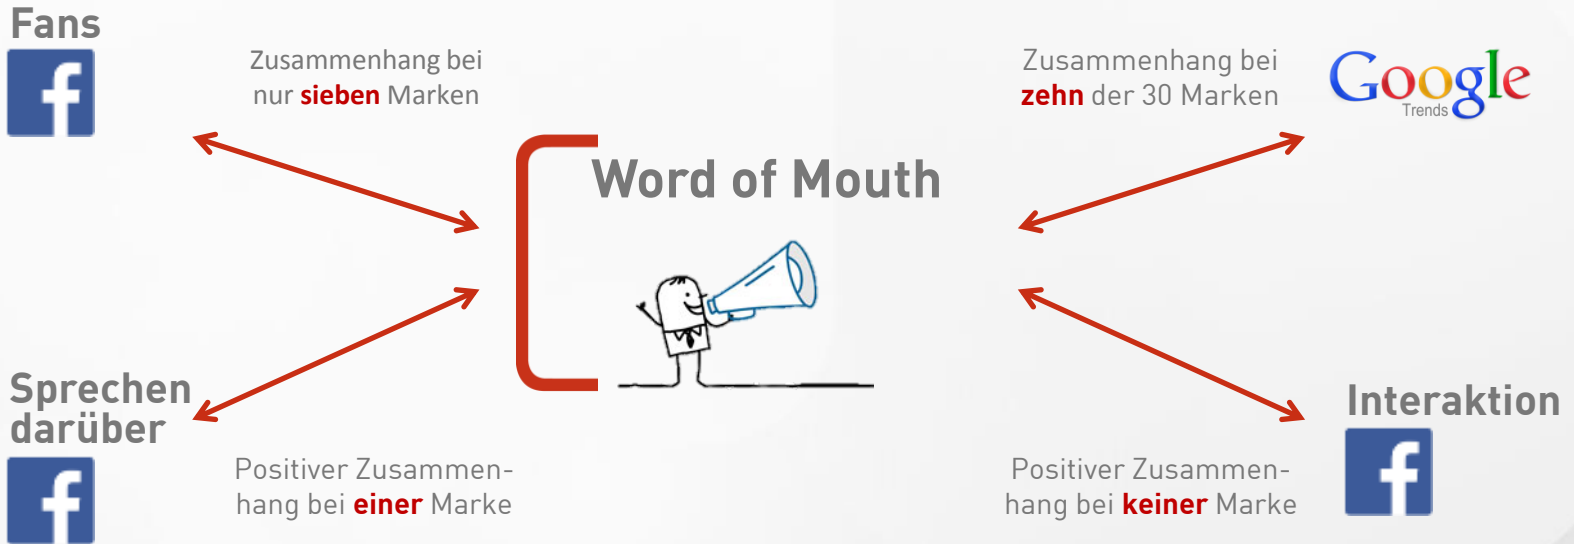 Fans
f
Zusammenhang bei
nur sieben Marken
Zusammenhang bei
zehn der 30 Marken
Google
Trends
Word of Mouth
Sprechen
darüber
f
Positiver Zusammen-
hang bei einer Marke
Positiver Zusammen-
hang bei keiner Marke
Interaktion
f